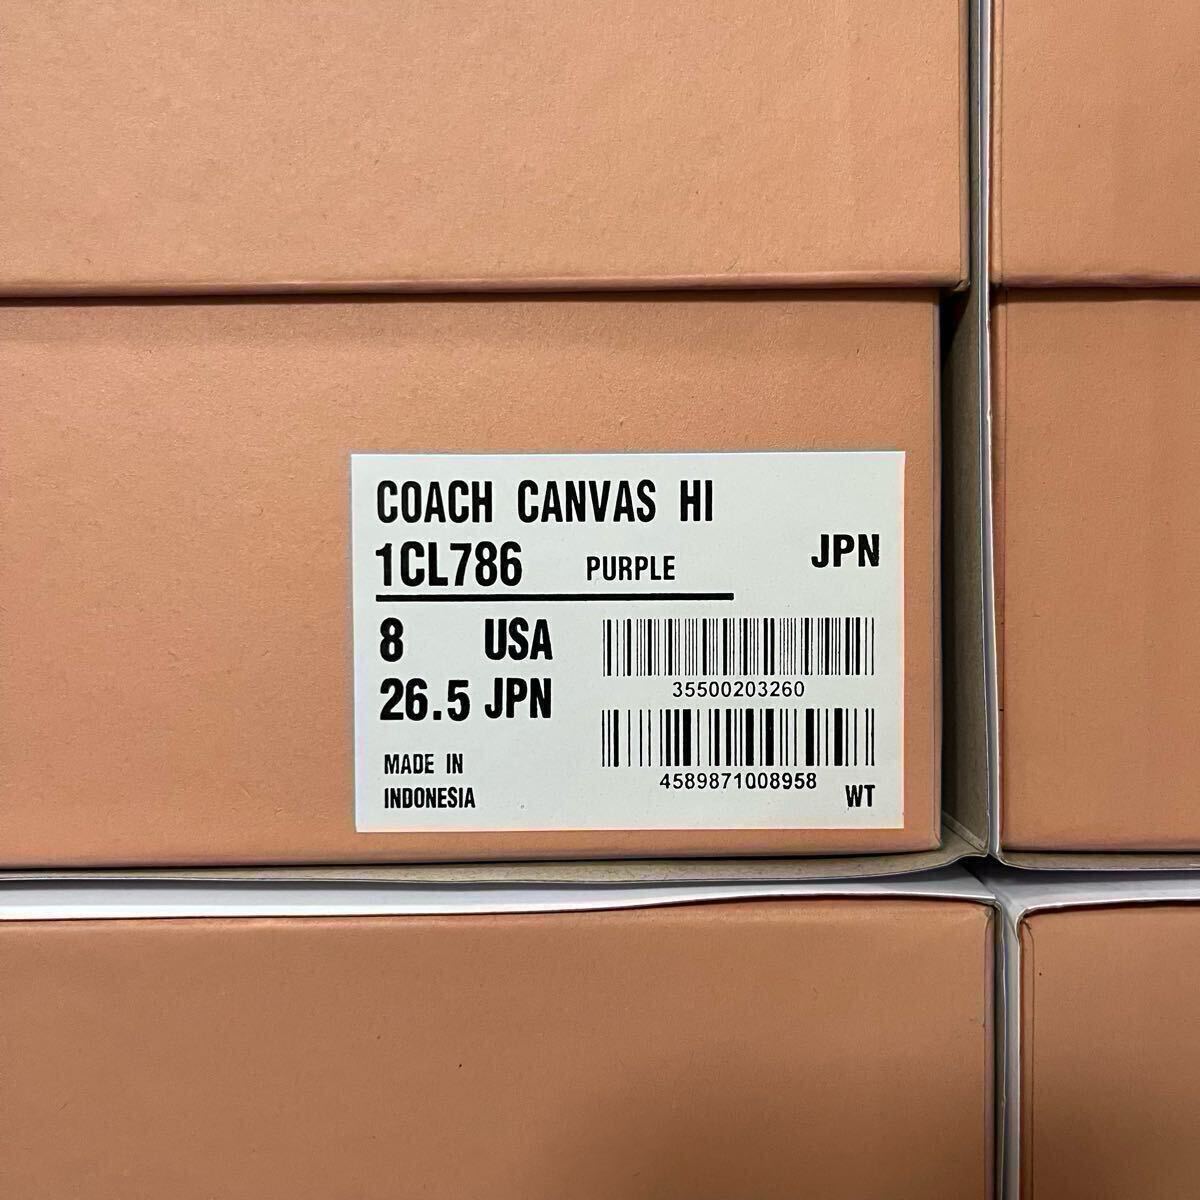 COACH CANVAS HI
1CL786 PURPLE JPN
8 USA
26.5 JPN
35500203260
4589871008958
MADE IN
INDONESIA
WT